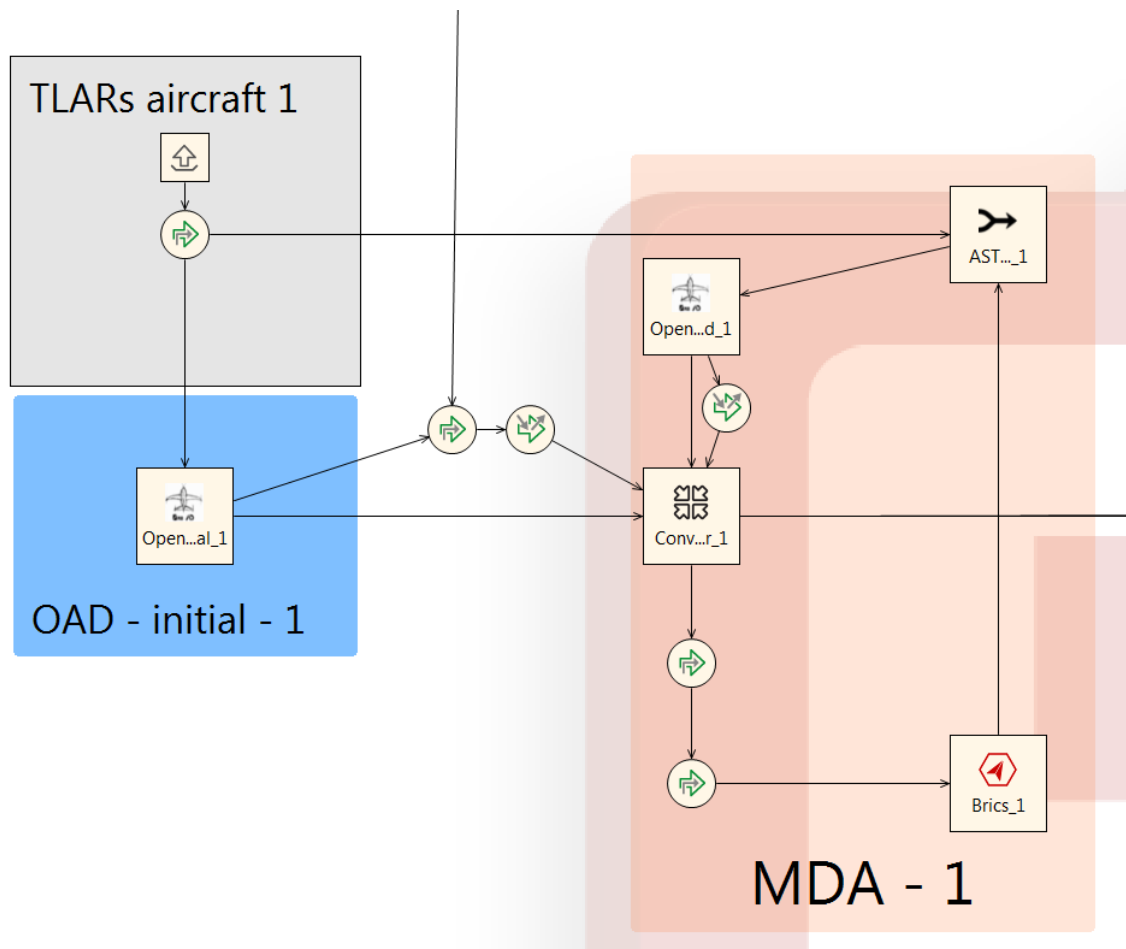 TLARs aircraft 1
AST..._1
Open...d_1
Open...al_1
Conv...r_1
OAD - initial - 1
Brics_1
MDA - 1